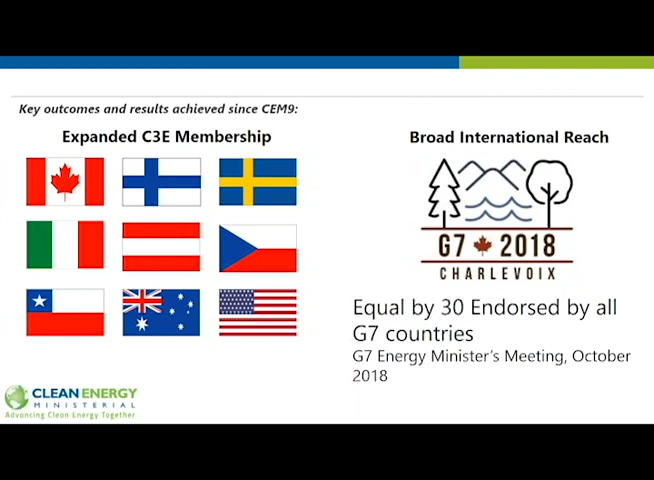 Key outcomes and results achieved since CEM9:
Expanded C3E Membership
Broad International Reach
G7 2018
CHARLEVOIX
Equal by 30 Endorsed by all
G7 countries
G7 Energy Minister's Meeting, October
2018
CLEAN ENERGY
MINISTERIAL
Advancing Clean Energy Together